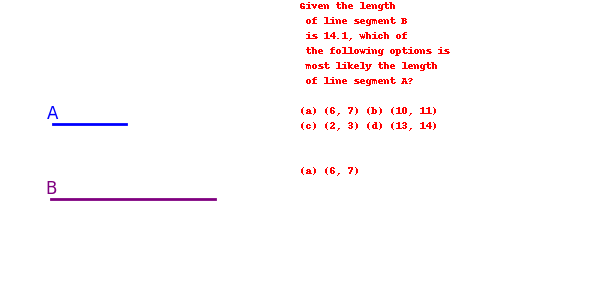 Given the length
of line segment B
is 14.1, which of
the following options is
most likely the length
of line segment A?
(a) (6, 7) (b) (10, 11)
(c) (2, 3) (d) (13, 14)
(a) (6, 7)
A
B